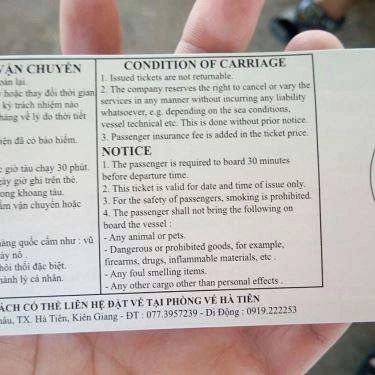 VẬN CHUYỂN
oàn lại.
hoặc thay đổi thời gian
kỳ trách nhiệm nào
hàng vê lý do thời tiết
iện đã có bảo hiểm.
c giờ tàu chạy 30 phút.
gày giờ ghi trên thẻ.
rong khoang tàu.
ấm vận chuyển hoặc
hàng quốc cấm như : vũ
áy nổ .
hôi thối đặc biệt.
hành lý cá nhân.
CONDITION OF CARRIAGE
1. Issued tickets are not returnable.
2. The company reserves the right to cancel or vary the
services in any manner without incurring any liability
whatsoever, e.g. depending on the sea conditions,
vessel technical etc. This is done without prior notice.
3. Passenger insurance fee is added in the ticket price.
NOTICE
1. The passenger is required to board 30 minutes
before departure time.
2. This ticket is valid for date and time of issue only.
3. For the safety of passengers, smoking is prohibited.
4. The passenger shall not bring the following on
board the vessel :
- Any animal or pets.
- Dangerous or prohibited goods, for example,
firearms, drugs, inflammable materials, etc .
- Any foul smelling items.
- Any other cargo other than personal effects .
ÁCH CÓ THỂ LIÊN HỆ ĐẶT VÉ TẠI PHÒNG VÉ HÀ TIÊN
hâu, TX. Hà Tiên, Kiên Giang - ĐT : 077.3957239 - Di Động : 0919.222253